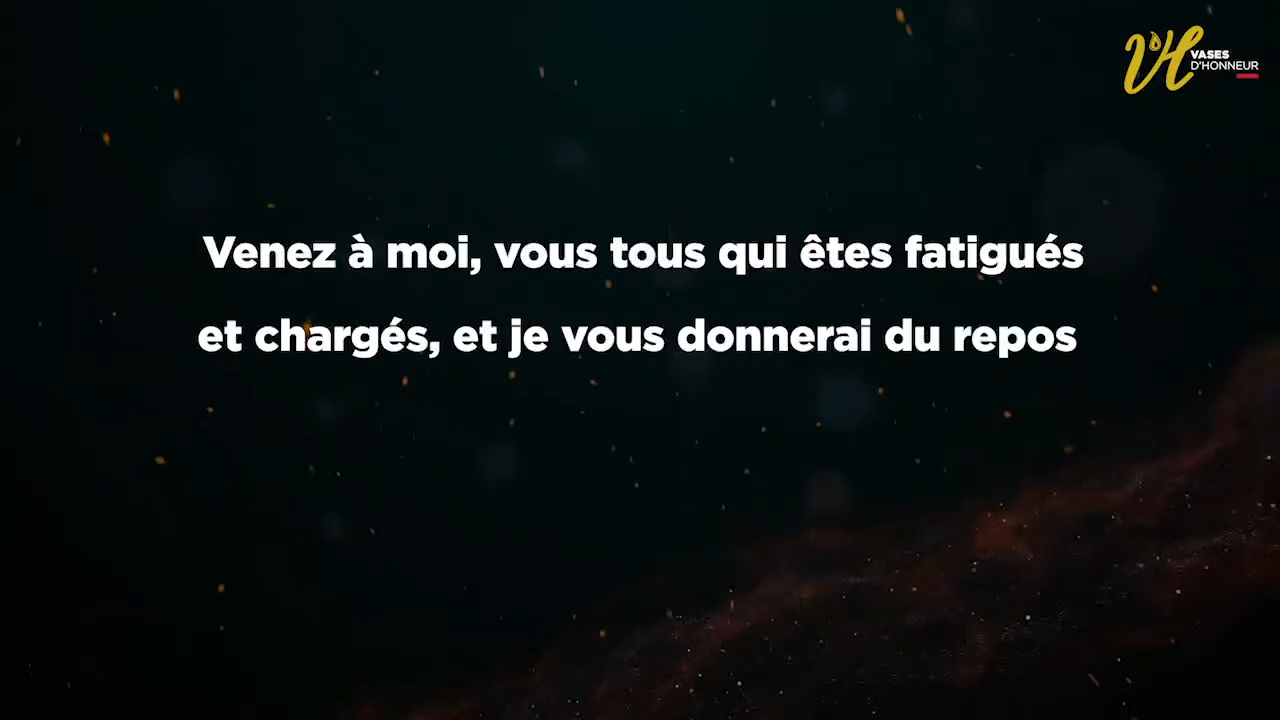 VH VASES
D'HONNEUR
Venez à moi, vous tous qui êtes fatigués
et chargés, et je vous donnerai du repos